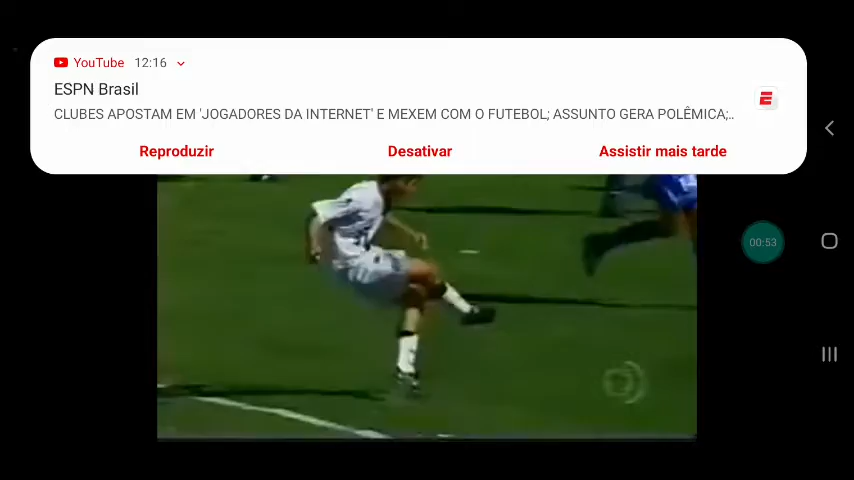 YouTube 12:16
ESPN Brasil
CLUBES APOSTAM EM 'JOGADORES DA INTERNET' E MEXEM COM O FUTEBOL; ASSUNTO GERA POLÊMICA;..
Reproduzir Desativar Assistir mais tarde
00:53